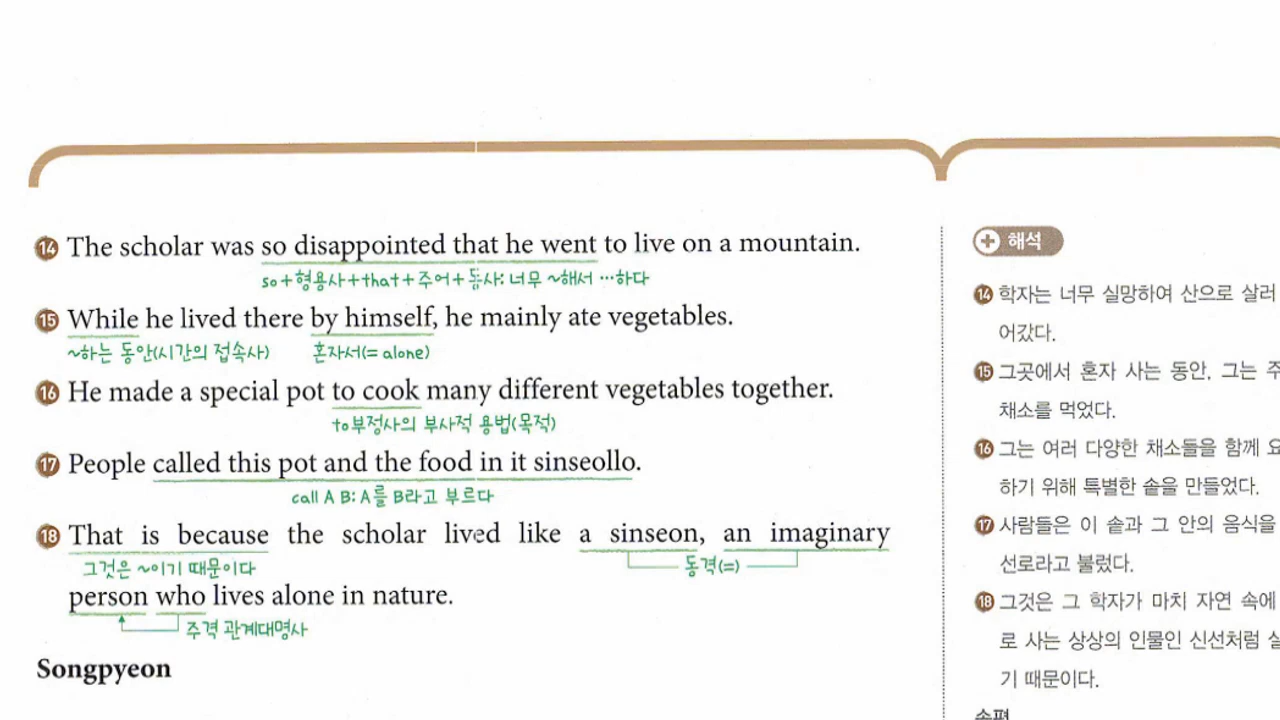 ⑭ The scholar was so disappointed that he went to live on a mountain.
so+형용사+that+주어+동사: 너무 ~해서 …하다
⑮ While he lived there by himself, he mainly ate vegetables.
~하는 동안(시간의 접속사) 혼자서(= alone)
⑯ He made a special pot to cook many different vegetables together.
to부정사의 부사적 용법(목적)
⑰ People called this pot and the food in it sinseollo.
call A B: A를 B라고 부르다
⑱ That is because the scholar lived like a sinseon, an imaginary
그것은 ~이기 때문이다 동격(=)
person who lives alone in nature.
주격 관계대명사
Songpyeon
해석
⑭ 학자는 너무 실망하여 산으로 살러
어갔다.
⑮ 그곳에서 혼자 사는 동안, 그는 주
채소를 먹었다.
⑯ 그는 여러 다양한 채소들을 함께 요
하기 위해 특별한 솥을 만들었다.
⑰ 사람들은 이 솥과 그 안의 음식을
선로라고 불렀다.
⑱ 그것은 그 학자가 마치 자연 속에
로 사는 상상의 인물인 신선처럼 살
기 때문이다.
송편